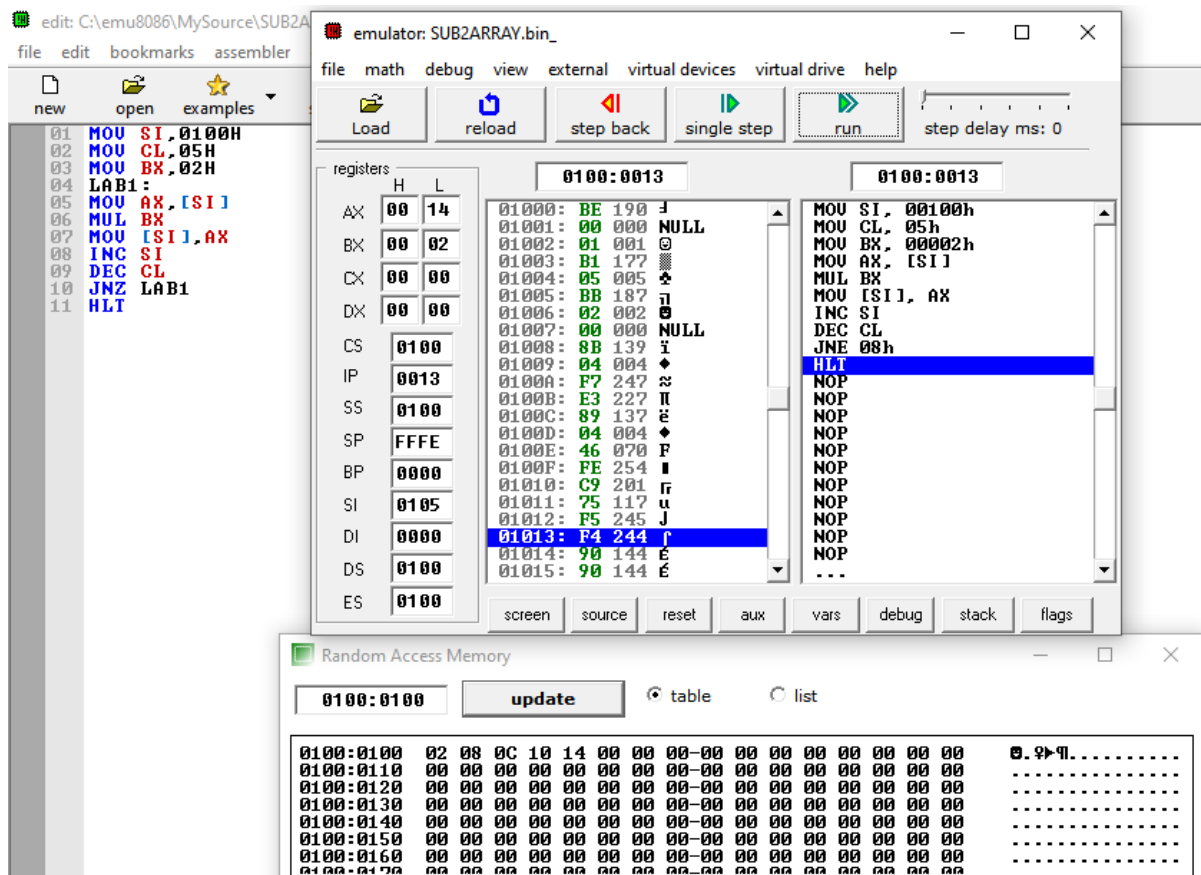 edit: C:\emu8086\MySource\SUB2A
file edit bookmarks assembler
new open examples
01 MOV SI,0100H
02 MOV CL,05H
03 MOV BX,02H
04 LAB1:
05 MOV AX,[SI]
06 MUL BX
07 MOV [SI],AX
08 INC SI
09 DEC CL
10 JNZ LAB1
11 HLT
emulator: SUB2ARRAY.bin_
file math debug view external virtual devices virtual drive help
Load reload step back single step run step delay ms: 0
registers
H L
AX 00 14
BX 00 02
CX 00 00
DX 00 00
CS 0100
IP 0013
SS 0100
SP FFFE
BP 0000
SI 0105
DI 0000
DS 0100
ES 0100
0100:0013
01000: BE 190 ╛
01001: 00 000 NULL
01002: 01 001 ☺
01003: B1 177 ▒
01004: 05 005 ♣
01005: BB 187 ╗
01006: 02 002 ☻
01007: 00 000 NULL
01008: 8B 139 ï
01009: 04 004 ♦
0100A: F7 247 ≈
0100B: E3 227 π
0100C: 89 137 ë
0100D: 04 004 ♦
0100E: 46 070 F
0100F: FE 254 ■
01010: C9 201 ╔
01011: 75 117 u
01012: F5 245 ⌡
01013: F4 244 ⌠
01014: 90 144 É
01015: 90 144 É
0100:0013
MOV SI, 00100h
MOV CL, 05h
MOV BX, 00002h
MOV AX, [SI]
MUL BX
MOV [SI], AX
INC SI
DEC CL
JNE 08h
HLT
NOP
NOP
NOP
NOP
NOP
NOP
NOP
NOP
NOP
NOP
NOP
...
screen source reset aux vars debug stack flags
Random Access Memory
0100:0100 update table list
0100:0100 02 08 0C 10 14 00 00 00-00 00 00 00 00 00 00 00 ☻.♀►¶...........
0100:0110 00 00 00 00 00 00 00 00-00 00 00 00 00 00 00 00 ................
0100:0120 00 00 00 00 00 00 00 00-00 00 00 00 00 00 00 00 ................
0100:0130 00 00 00 00 00 00 00 00-00 00 00 00 00 00 00 00 ................
0100:0140 00 00 00 00 00 00 00 00-00 00 00 00 00 00 00 00 ................
0100:0150 00 00 00 00 00 00 00 00-00 00 00 00 00 00 00 00 ................
0100:0160 00 00 00 00 00 00 00 00-00 00 00 00 00 00 00 00 ................
0100:0170 00 00 00 00 00 00 00 00-00 00 00 00 00 00 00 00